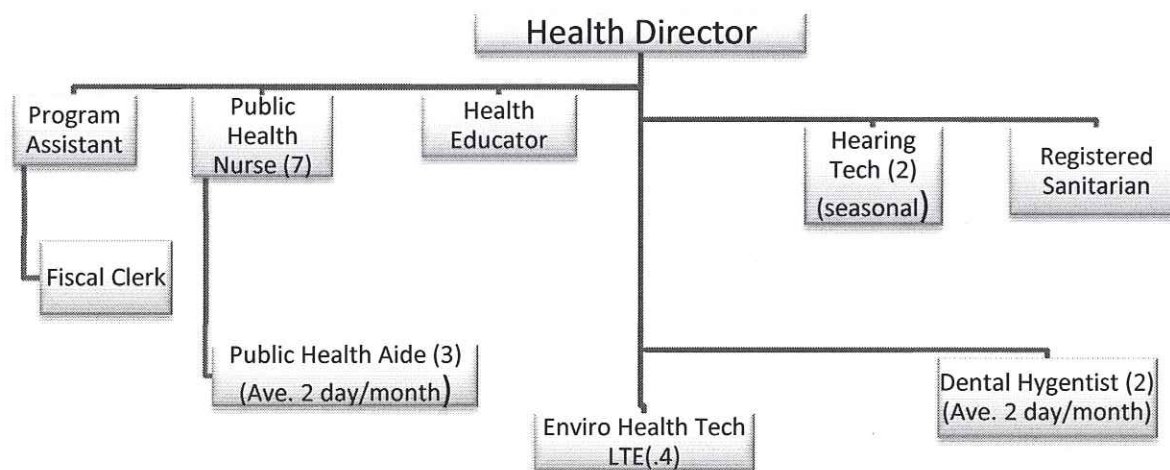 Health Director
Program
Assistant
Public
Health
Nurse (7)
Health
Educator
Hearing
Tech (2)
(seasonal)
Registered
Sanitarian
Fiscal Clerk
Public Health Aide (3)
(Ave. 2 day/month)
Enviro Health Tech
LTE(.4)
Dental Hygentist (2)
(Ave. 2 day/month)